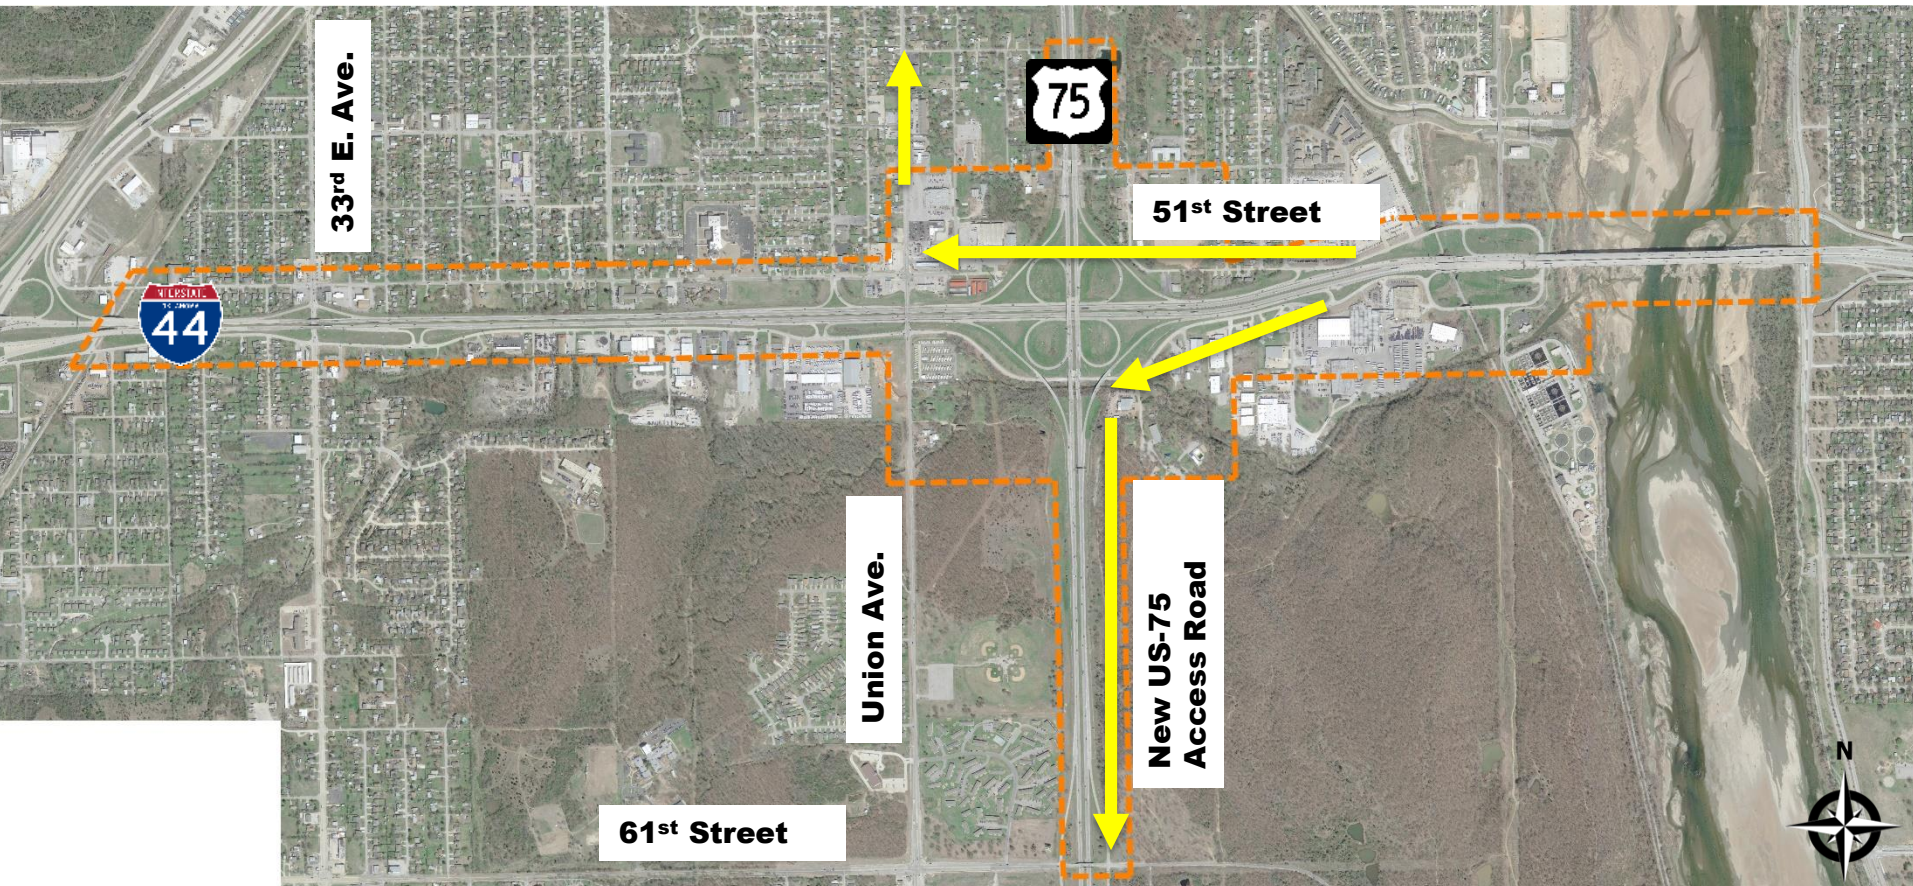 33rd E. Ave.
75
51st Street
INTERSTATE
44
Union Ave.
New US-75
Access Road
61st Street
N